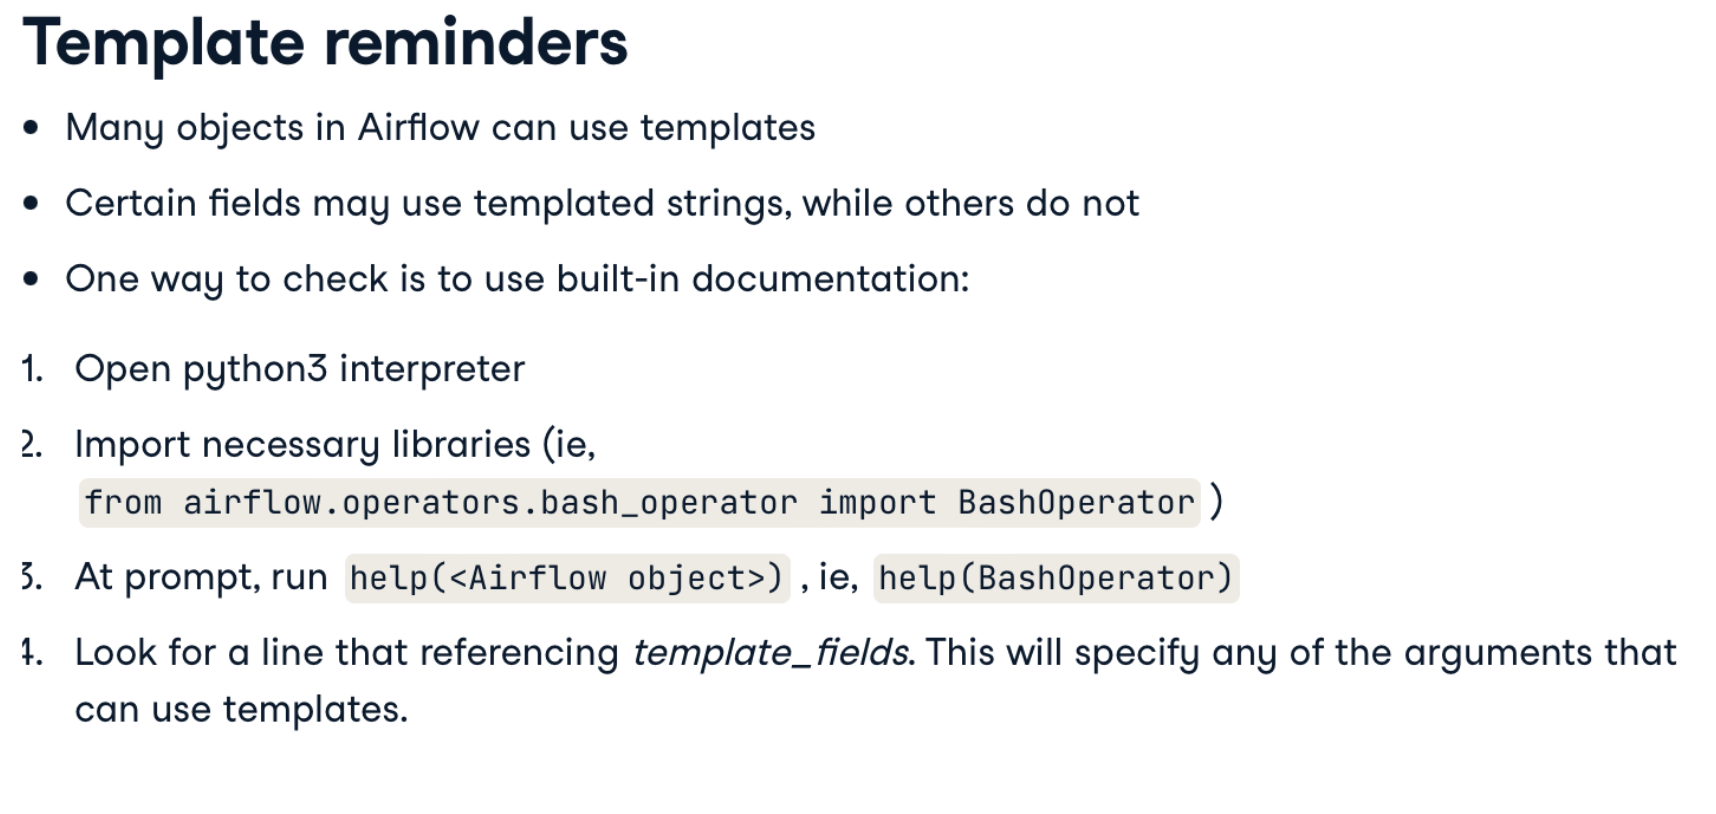 Template reminders
• Many objects in Airflow can use templates
• Certain fields may use templated strings, while others do not
• One way to check is to use built-in documentation:
1. Open python3 interpreter
2. Import necessary libraries (ie,
from airflow.operators.bash_operator import BashOperator )
3. At prompt, run help(<Airflow object>) , ie, help(BashOperator)
4. Look for a line that referencing template_fields. This will specify any of the arguments that
can use templates.